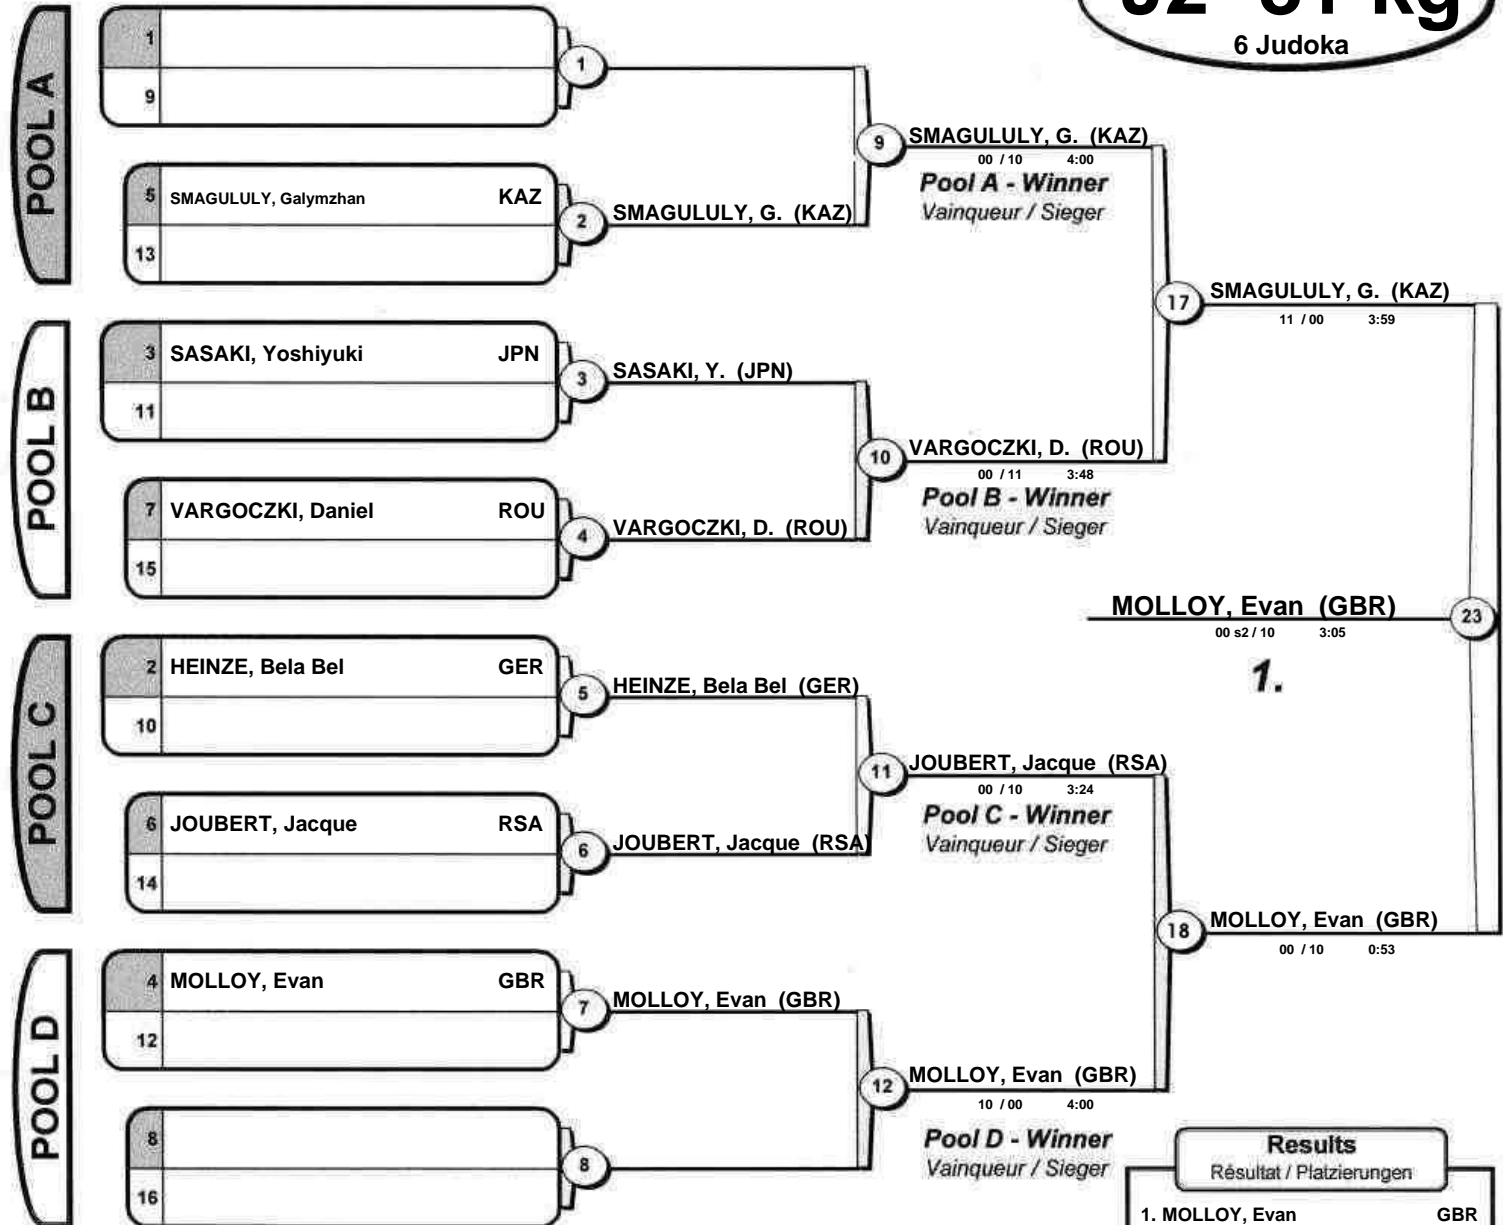 J2 -81 kg
6 Judoka
POOL A
1
9
1
5 SMAGULULY, Galymzhan KAZ
13
2
SMAGULULY, G. (KAZ)
9
SMAGULULY, G. (KAZ)
00 / 10 4:00
Pool A - Winner
Vainqueur / Sieger
POOL B
3 SASAKI, Yoshiyuki JPN
11
3
SASAKI, Y. (JPN)
7 VARGOCZKI, Daniel ROU
15
4
VARGOCZKI, D. (ROU)
10
VARGOCZKI, D. (ROU)
00 / 11 3:48
Pool B - Winner
Vainqueur / Sieger
17
SMAGULULY, G. (KAZ)
11 / 00 3:59
POOL C
2 HEINZE, Bela Bel GER
10
5
HEINZE, Bela Bel (GER)
6 JOUBERT, Jacque RSA
14
6
JOUBERT, Jacque (RSA)
11
JOUBERT, Jacque (RSA)
00 / 10 3:24
Pool C - Winner
Vainqueur / Sieger
POOL D
4 MOLLOY, Evan GBR
12
7
MOLLOY, Evan (GBR)
8
16
8
12
MOLLOY, Evan (GBR)
10 / 00 4:00
Pool D - Winner
Vainqueur / Sieger
18
MOLLOY, Evan (GBR)
00 / 10 0:53
MOLLOY, Evan (GBR)
23
00 s2 / 10 3:05
1.
Results
Résultat / Platzierungen
1. MOLLOY, Evan GBR